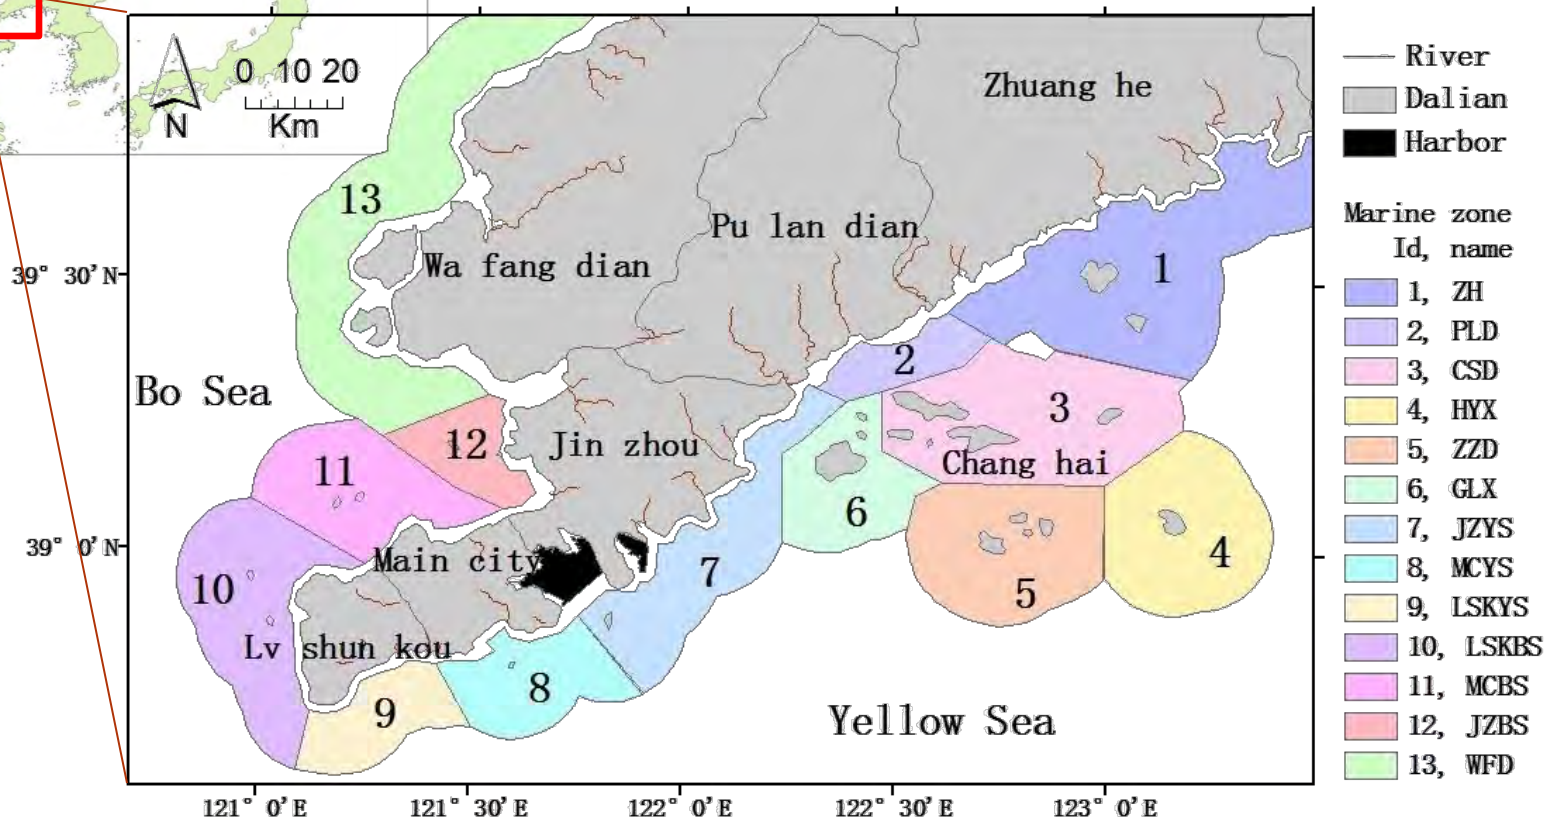 0 10 20
Km
N
Zhuang he
Pu lan dian
Wa fang dian
Bo Sea
Jin zhou
Chang hai
Main city
Lv shun kou
Yellow Sea
13
1
2
3
12
11
6
4
7
10
5
8
9
39° 30'N
39° 0'N
121° 0'E
121° 30'E
122° 0'E
122° 30'E
123° 0'E
River
Dalian
Harbor
Marine zone
Id, name
1, ZH
2, PLD
3, CSD
4, HYX
5, ZZD
6, GLX
7, JZYS
8, MCYS
9, LSKYS
10, LSKBS
11, MCBS
12, JZBS
13, WFD